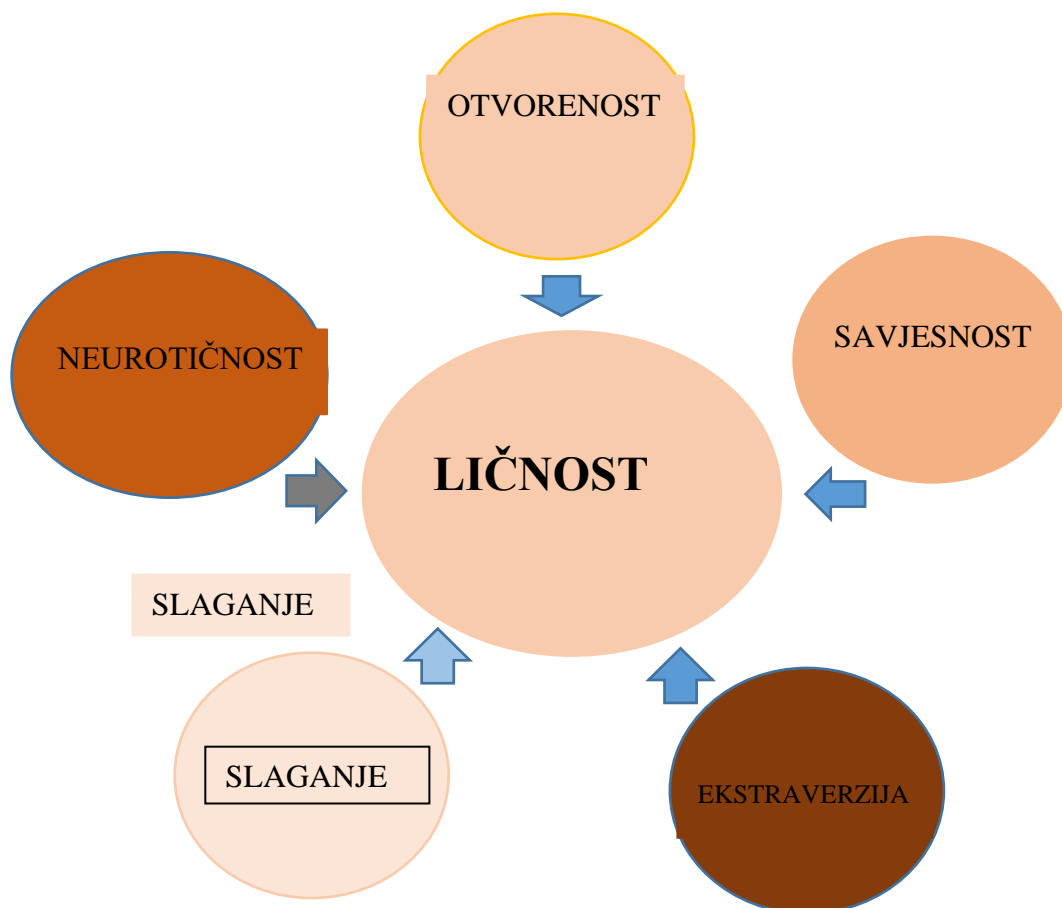 OTVORENOST
SAVJESNOST
NEUROTIČNOST
LIČNOST
SLAGANJE
SLAGANJE
EKSTRAVERZIJA